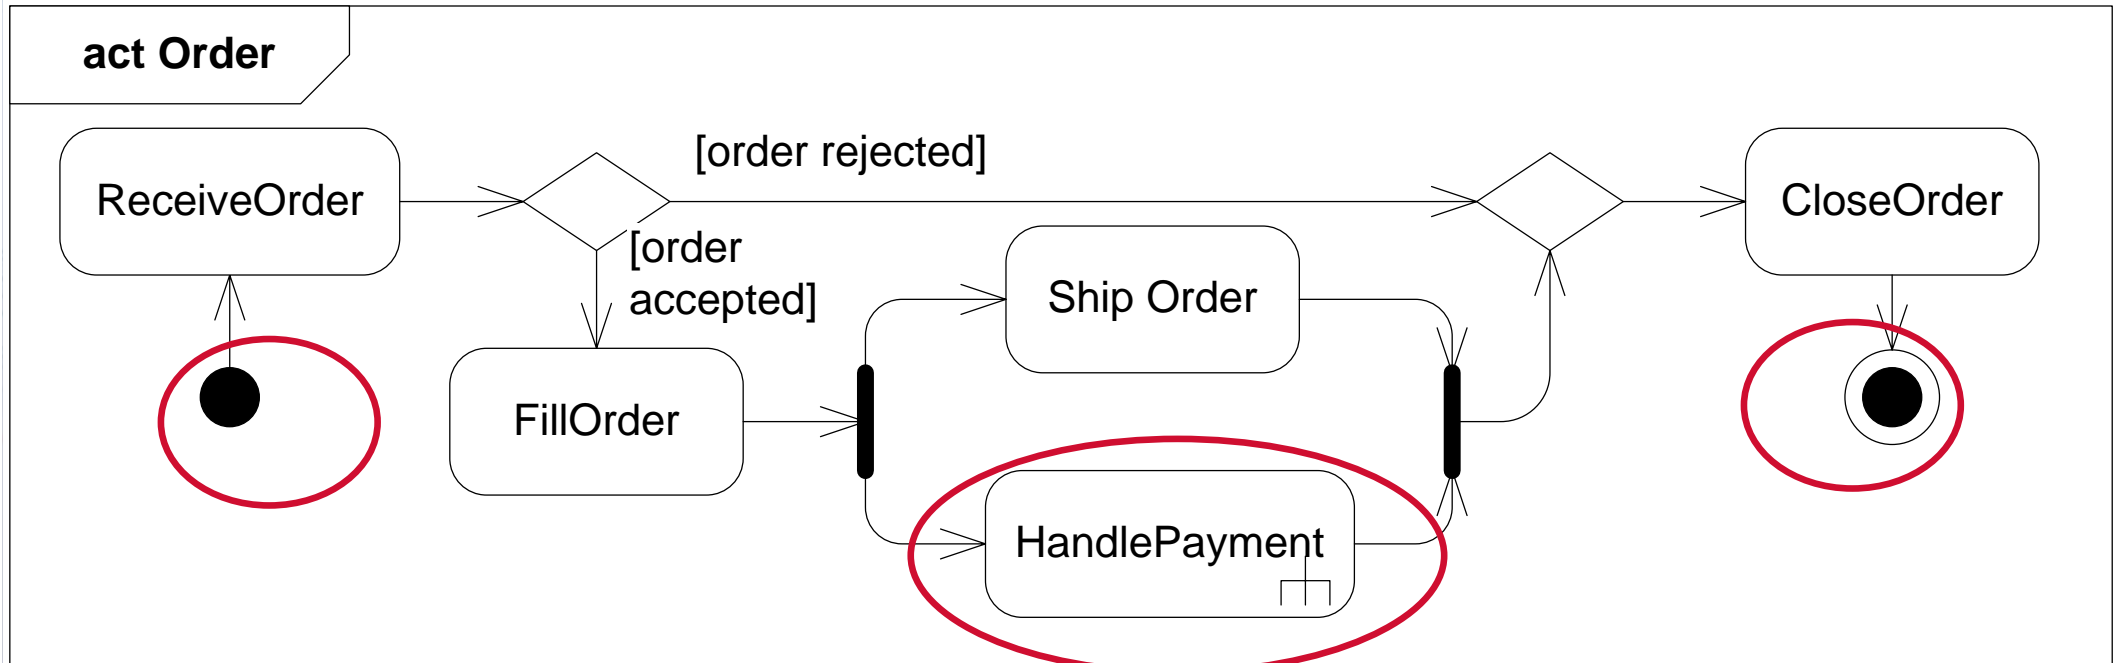 act Order
[order rejected]
ReceiveOrder
CloseOrder
[order
accepted]
Ship Order
FillOrder
HandlePayment